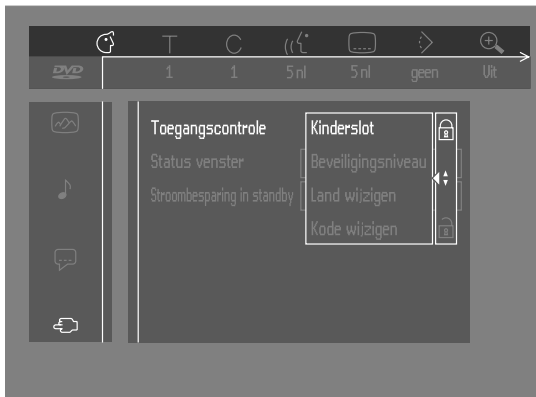 T C
DVD 1 1 5 nl 5 nl geen Uit
Toegangscontrole Kinderslot
Status venster Beveiligingsniveau
Stroombesparing in standby Land wijzigen
Kode wijzigen